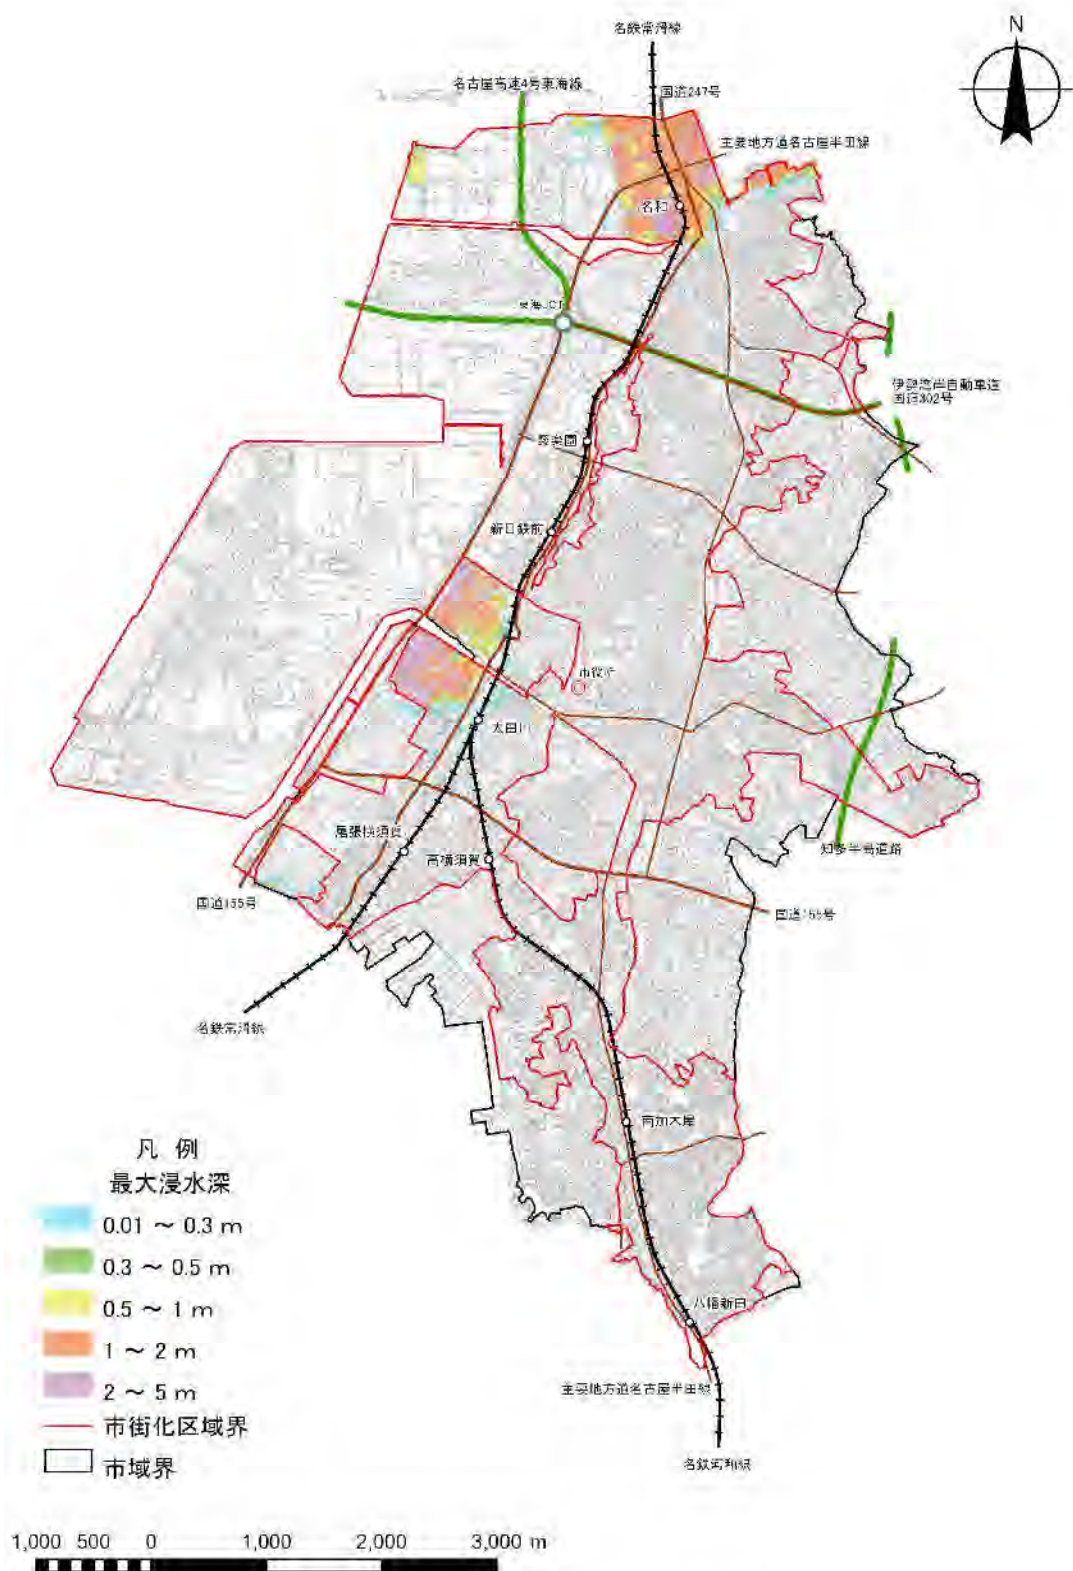 名鉄常滑線
N
名古屋高速4号東海線
国道247号
主要地方道名古屋半田線
名和
東海JCT
伊勢湾岸自動車道
国道302号
聚楽園
新日鉄前
市役所
太田川
尾張横須賀
高横須賀
知多半島道路
国道155号
国道155号
名鉄常滑線
南加木屋
凡 例
最大浸水深
0.01 ~ 0.3 m
0.3 ~ 0.5 m
0.5 ~ 1 m
1 ~ 2 m
2 ~ 5 m
市街化区域界
市域界
八幡新田
主要地方道名古屋半田線
名鉄河和線
1,000 500 0 1,000 2,000 3,000 m